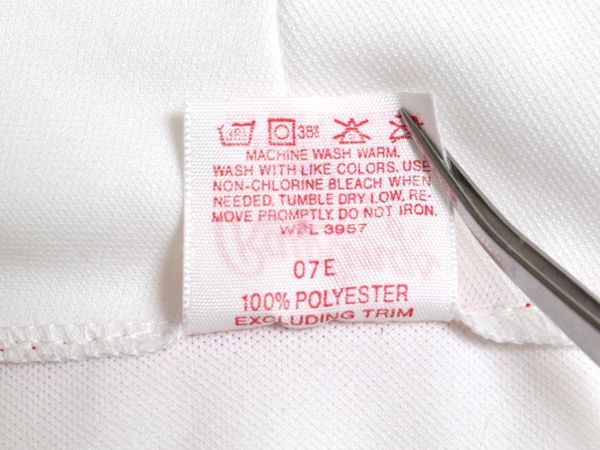 38°
MACHINE WASH WARM.
WASH WITH LIKE COLORS. USE
NON-CHLORINE BLEACH WHEN
NEEDED. TUMBLE DRY LOW. RE-
MOVE PROMPTLY. DO NOT IRON.
WPL 3957
07E
100% POLYESTER
EXCLUDING TRIM